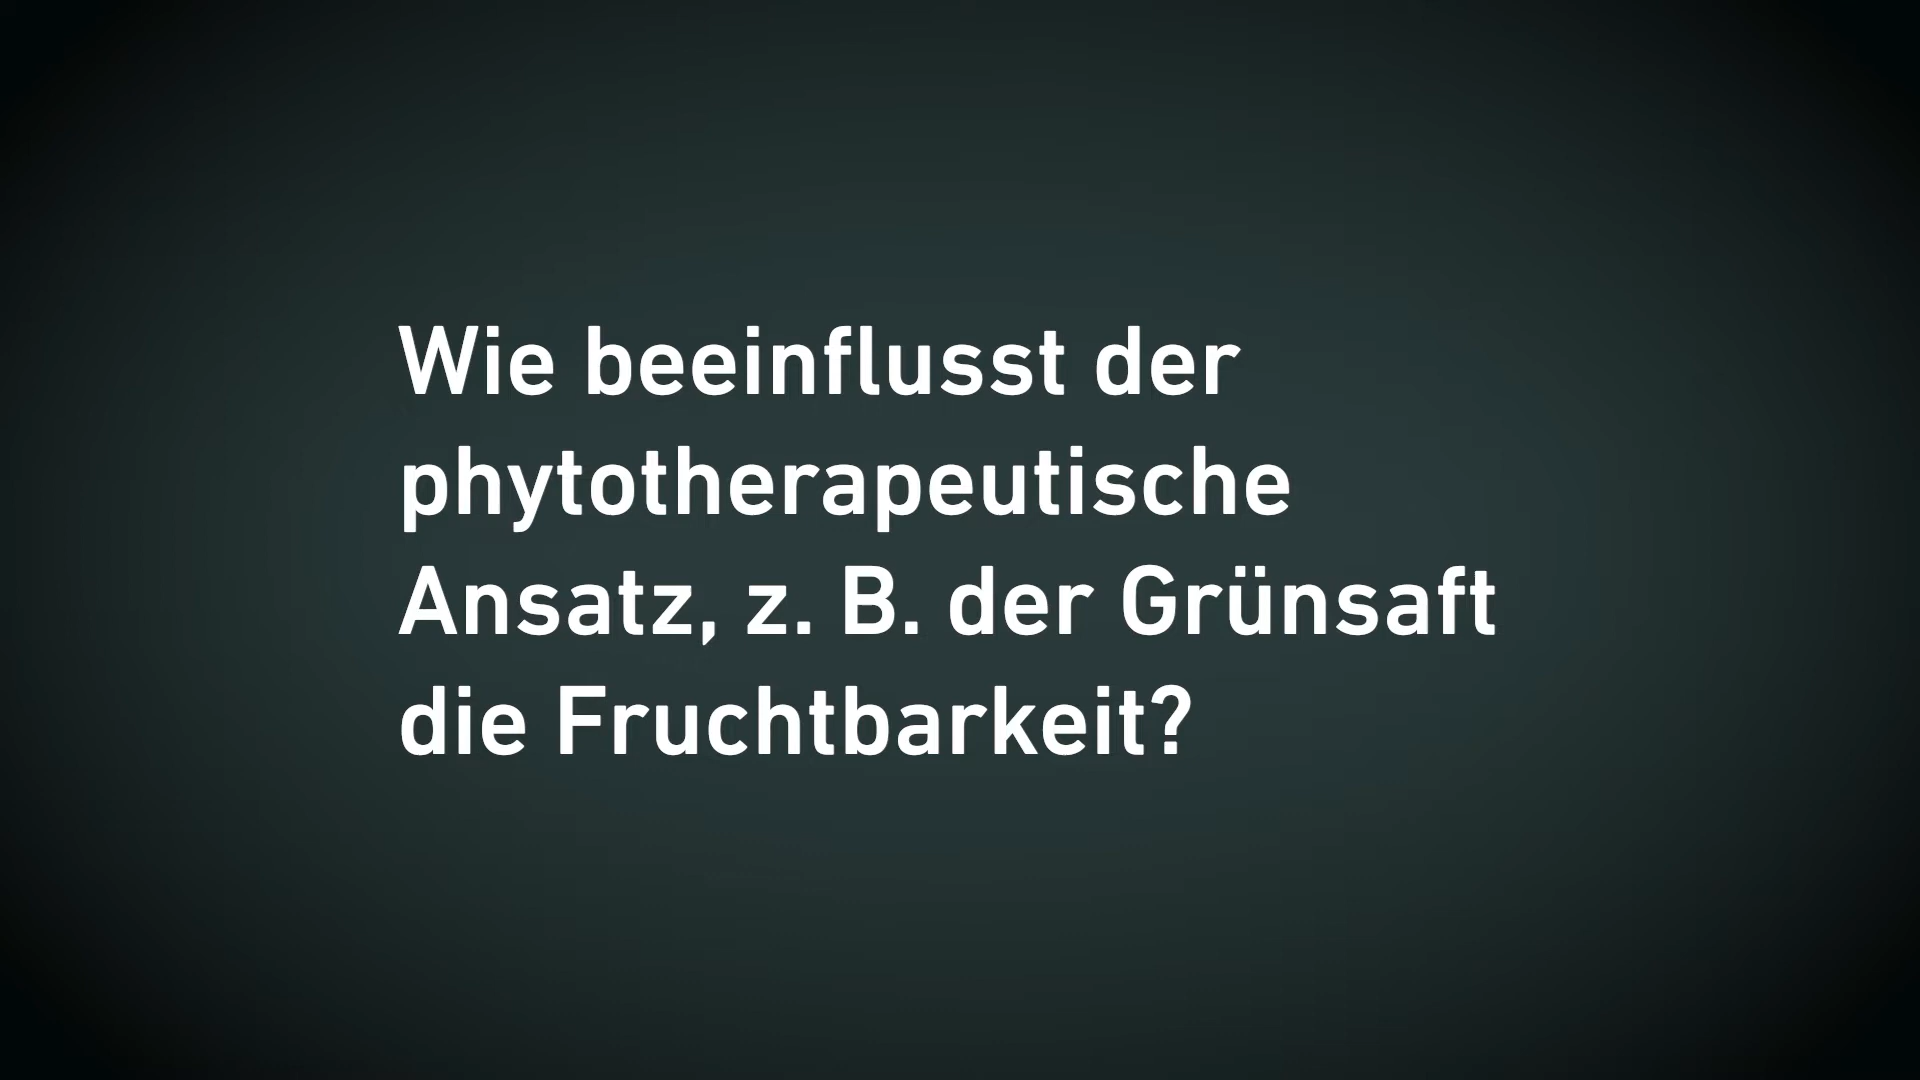 Wie beeinflusst der
phytotherapeutische
Ansatz, z. B. der Grünsaft
die Fruchtbarkeit?